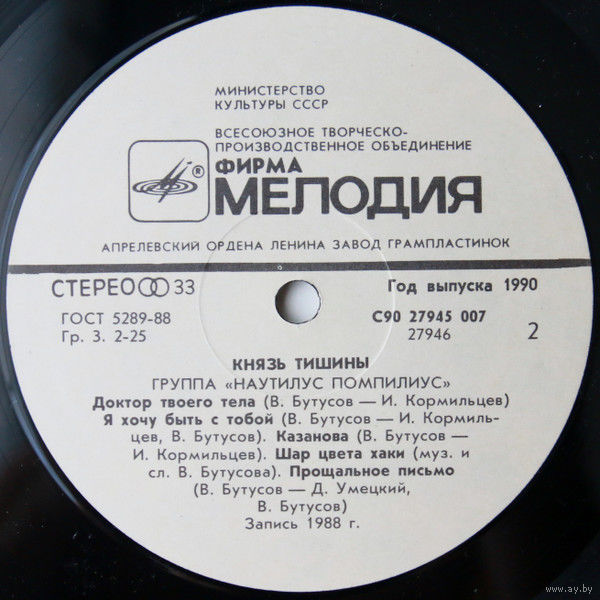 МИНИСТЕРСТВО
КУЛЬТУРЫ СССР
ВСЕСОЮЗНОЕ ТВОРЧЕСКО-
ПРОИЗВОДСТВЕННОЕ ОБЪЕДИНЕНИЕ
® ФИРМА
МЕЛОДИЯ
АПРЕЛЕВСКИЙ ОРДЕНА ЛЕНИНА ЗАВОД ГРАМПЛАСТИНОК
СТЕРЕО 33
Год выпуска 1990
ГОСТ 5289-88
С90 27945 007
Гр. 3. 2-25
27946
2
КНЯЗЬ ТИШИНЫ
ГРУППА «НАУТИЛУС ПОМПИЛИУС»
Доктор твоего тела (В. Бутусов — И. Кормильцев)
Я хочу быть с тобой (В. Бутусов — И. Кормиль-
цев, В. Бутусов). Казанова (В. Бутусов —
И. Кормильцев). Шар цвета хаки (муз. и
сл. В. Бутусова). Прощальное письмо
(В. Бутусов — Д. Умецкий,
В. Бутусов)
Запись 1988 г.
www.ay.by